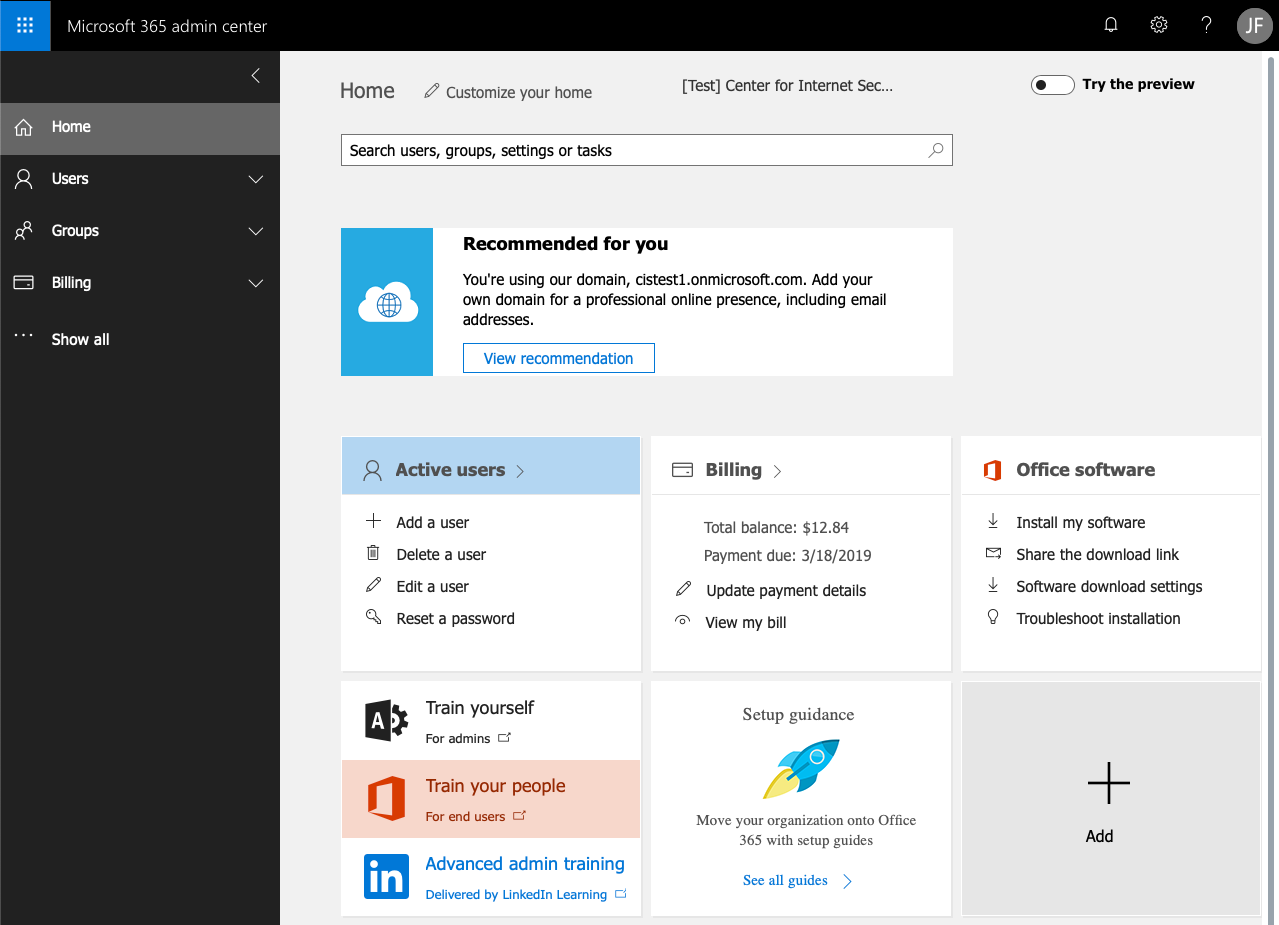 Microsoft 365 admin center
JF
Home
Customize your home
[Test] Center for Internet Sec...
Try the preview
Home
Users
Groups
Billing
Show all
Search users, groups, settings or tasks
Recommended for you
You're using our domain, cistest1.onmicrosoft.com. Add your
own domain for a professional online presence, including email
addresses.
View recommendation
Active users
Add a user
Delete a user
Edit a user
Reset a password
Billing
Total balance: $12.84
Payment due: 3/18/2019
Update payment details
View my bill
Office software
Install my software
Share the download link
Software download settings
Troubleshoot installation
A
Train yourself
For admins
Train your people
For end users
in
Advanced admin training
Delivered by LinkedIn Learning
Setup guidance
Move your organization onto Office
365 with setup guides
See all guides
Add